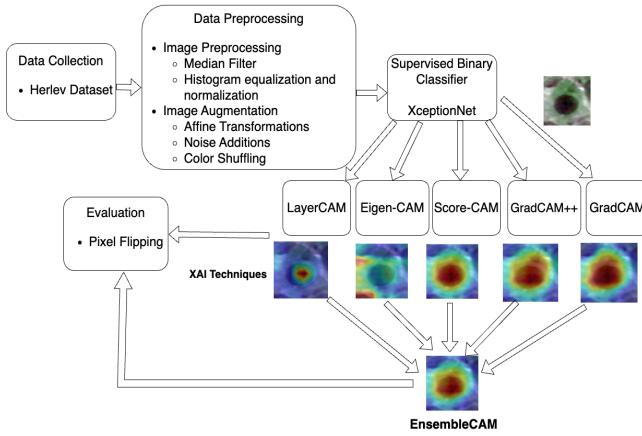 Data Collection
• Herlev Dataset
Data Preprocessing
• Image Preprocessing
○ Median Filter
○ Histogram equalization and
normalization
• Image Augmentation
○ Affine Transformations
○ Noise Additions
○ Color Shuffling
Supervised Binary
Classifier
XceptionNet
LayerCAM
Eigen-CAM
Score-CAM
GradCAM++
GradCAM
Evaluation
• Pixel Flipping
XAI Techniques
EnsembleCAM